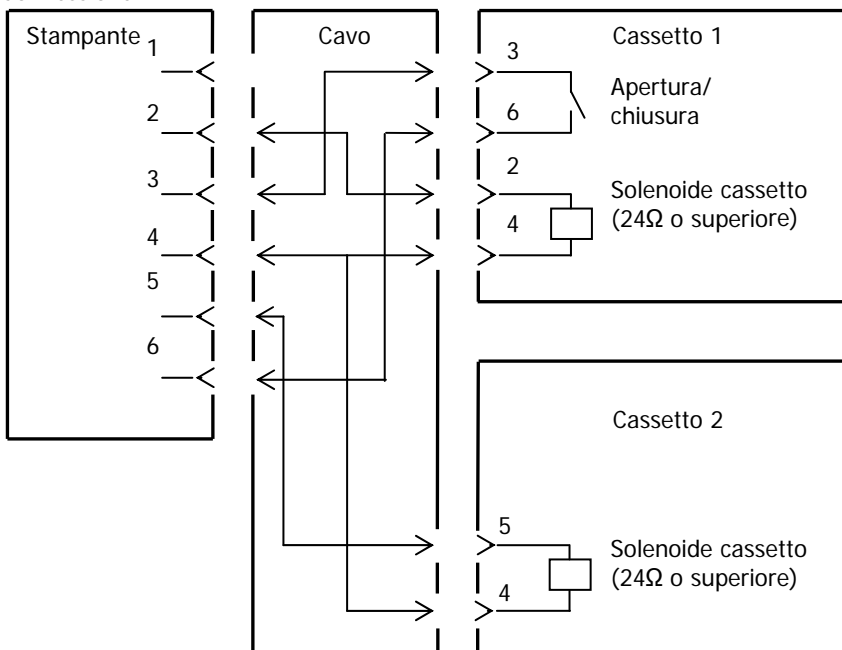 Stampante
1
2
3
4
5
6
Cavo
Cassetto 1
3
6
Apertura/
chiusura
2
4
Solenoide cassetto
(24Ω o superiore)
Cassetto 2
5
4
Solenoide cassetto
(24Ω o superiore)